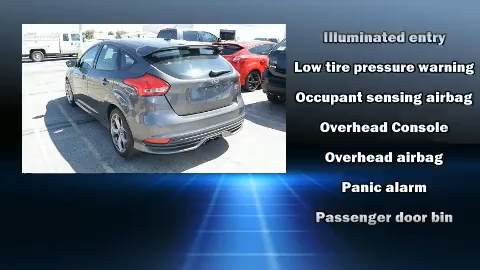 Illuminated entry
Low tire pressure warning
Occupant sensing airbag
Overhead Console
Overhead airbag
Panic alarm
Passenger door bin